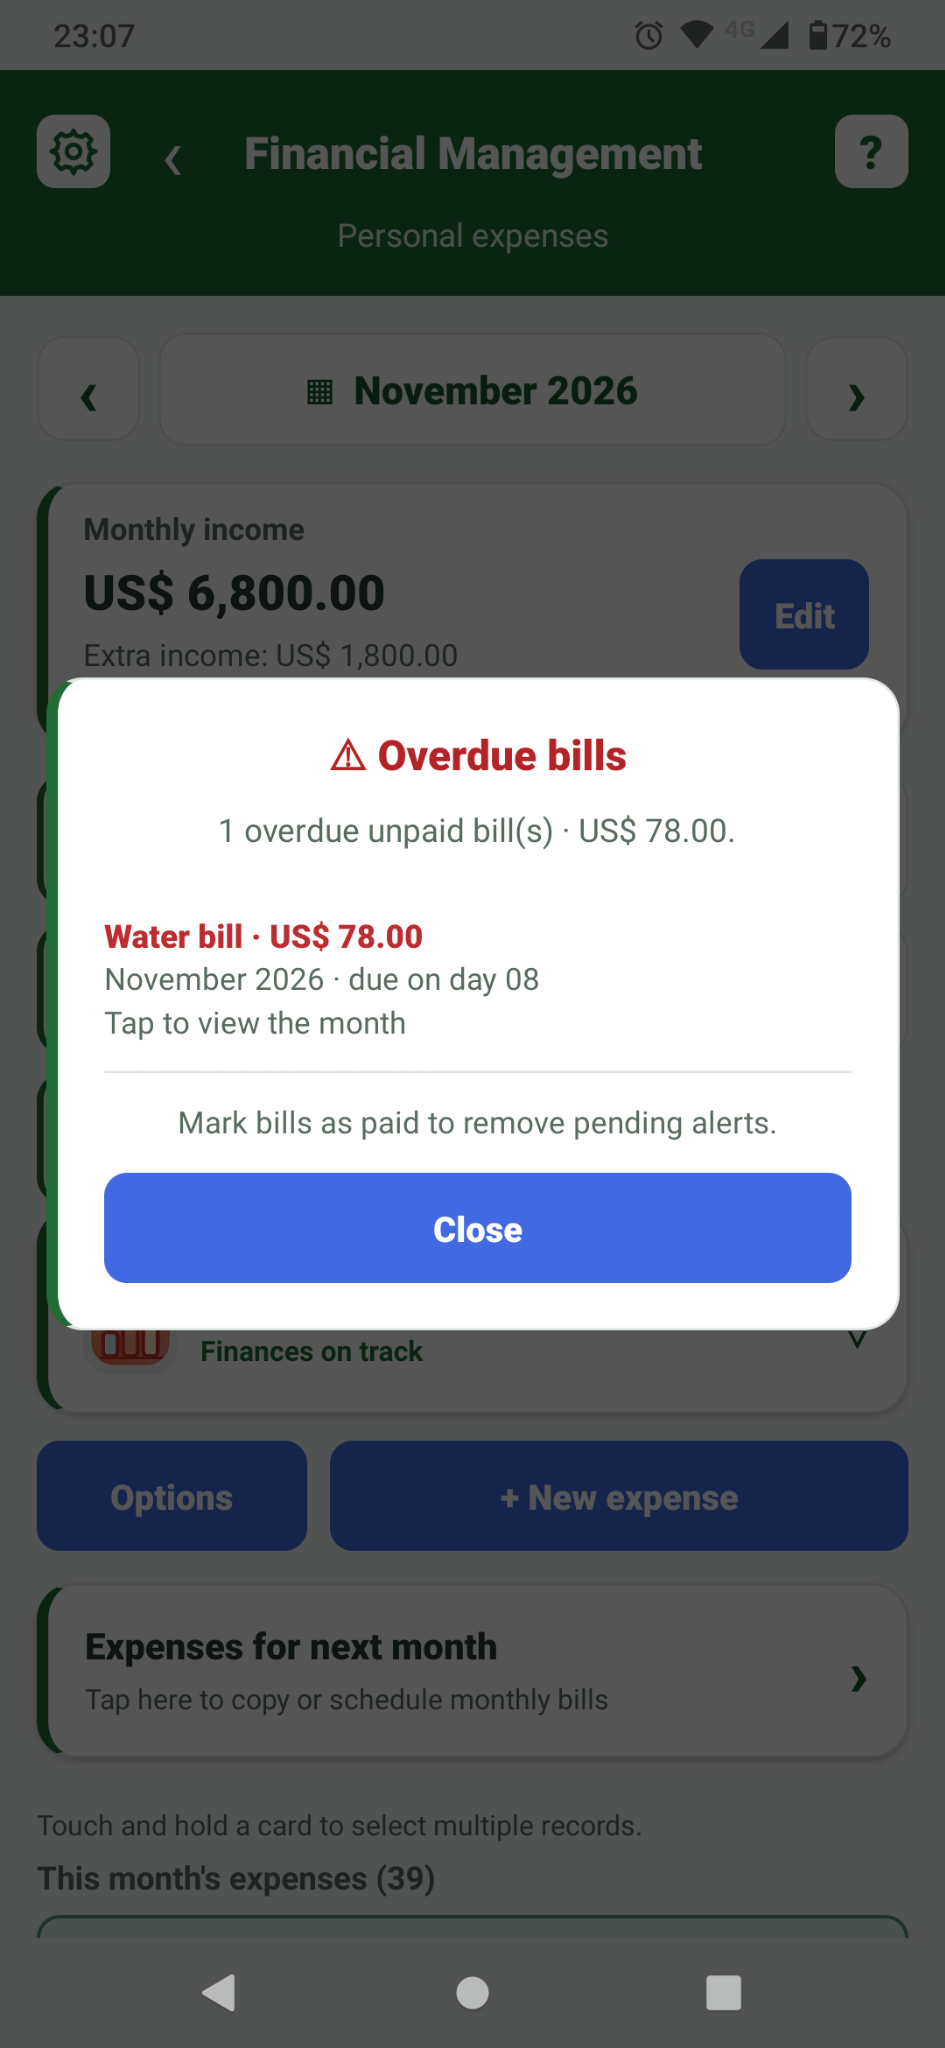 23:07
4G
72%
Financial Management
?
Personal expenses
November 2026
Monthly income
US$ 6,800.00
Edit
Extra income: US$ 1,800.00
⚠ Overdue bills
1 overdue unpaid bill(s) · US$ 78.00.
Water bill · US$ 78.00
November 2026 · due on day 08
Tap to view the month
Mark bills as paid to remove pending alerts.
Close
Finances on track
Options
+ New expense
Expenses for next month
Tap here to copy or schedule monthly bills
Touch and hold a card to select multiple records.
This month's expenses (39)